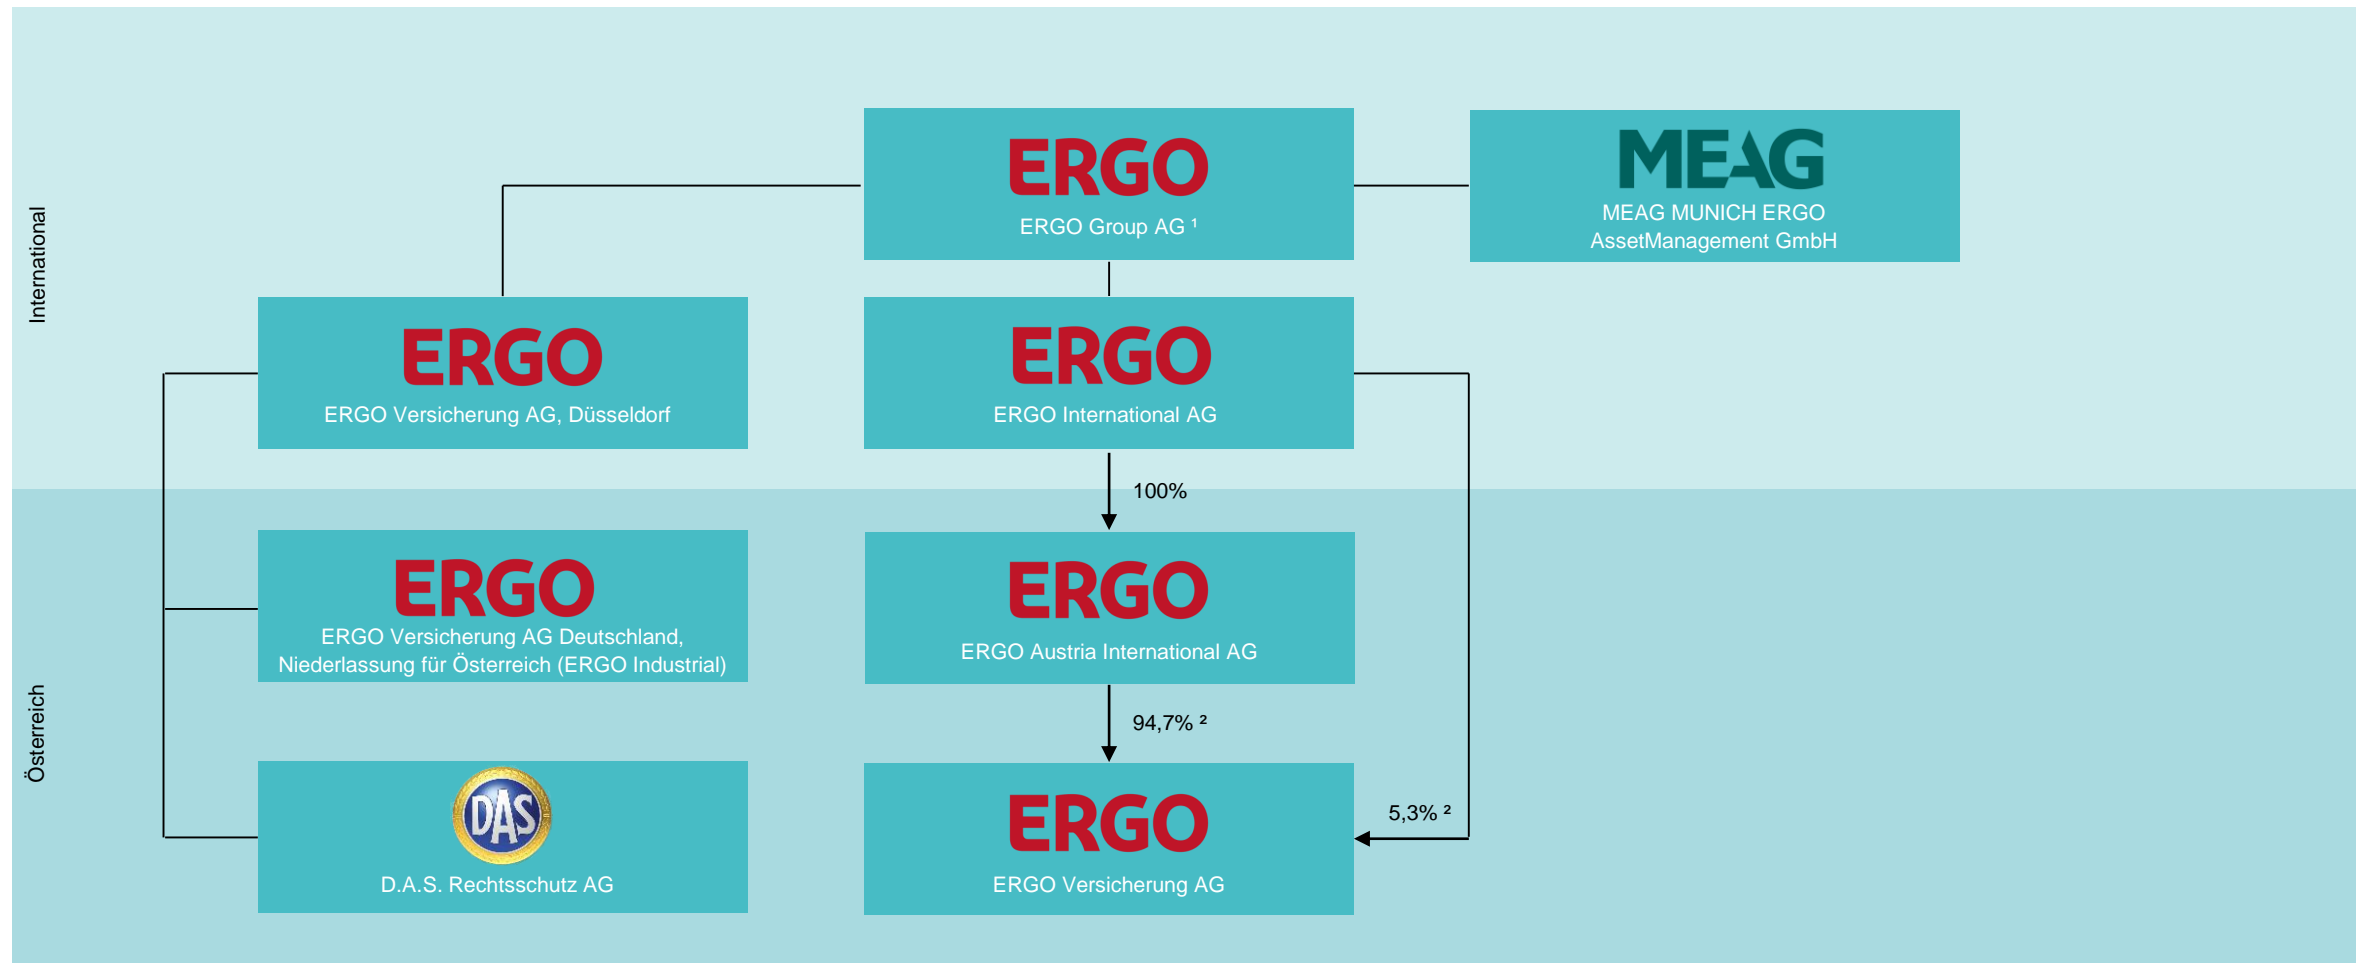 International
ERGO
ERGO Group AG ¹
MEAG
MEAG MUNICH ERGO
AssetManagement GmbH
ERGO
ERGO Versicherung AG, Düsseldorf
ERGO
ERGO International AG
100%
Österreich
ERGO
ERGO Versicherung AG Deutschland,
Niederlassung für Österreich (ERGO Industrial)
ERGO
ERGO Austria International AG
94,7% ²
DAS
D.A.S. Rechtsschutz AG
ERGO
ERGO Versicherung AG
5,3% ²